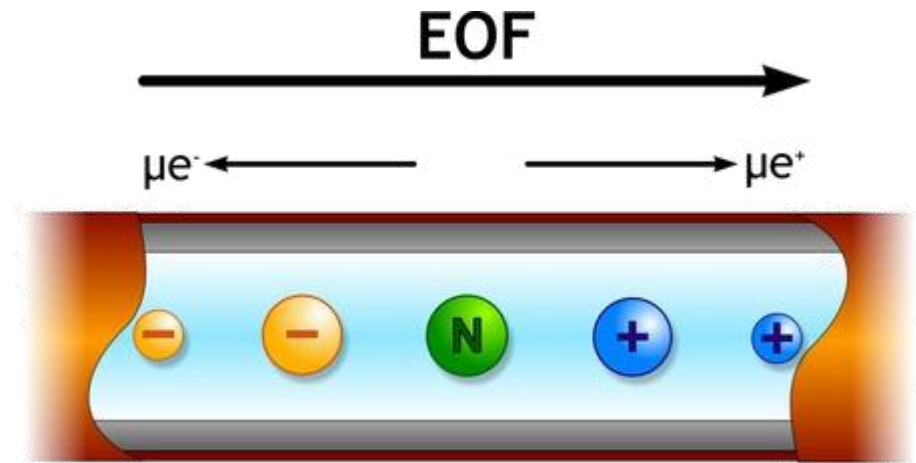 EOF
µe⁻ µe⁺
− − N + +